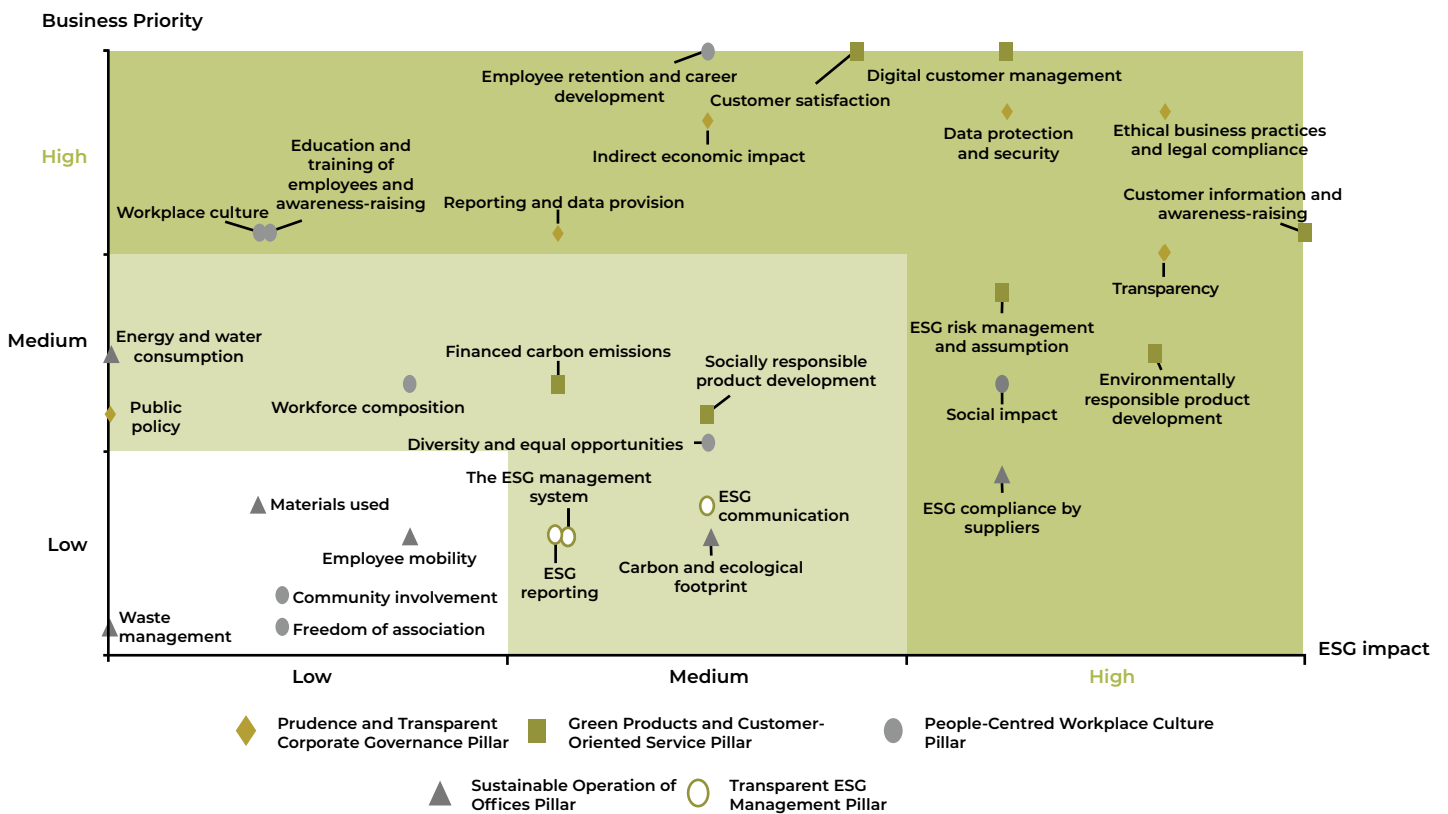 Business Priority
Employee retention and career
development
Customer satisfaction
Digital customer management
Data protection
and security
Ethical business practices
and legal compliance
Indirect economic impact
High
Education and
training of
employees and
awareness-raising
Workplace culture
Reporting and data provision
Customer information and
awareness-raising
Transparency
Medium
Energy and water
consumption
Financed carbon emissions
Socially responsible
product development
ESG risk management
and assumption
Environmentally
responsible product
development
Public
policy
Workforce composition
Social impact
Diversity and equal opportunities
The ESG management
system
Materials used
ESG
communication
ESG compliance by
suppliers
Low
Employee mobility
ESG
reporting
Carbon and ecological
footprint
Community involvement
Waste
management
Freedom of association
ESG impact
Low
Medium
High
Prudence and Transparent
Corporate Governance Pillar
Green Products and Customer-
Oriented Service Pillar
People-Centred Workplace Culture
Pillar
Sustainable Operation of
Offices Pillar
Transparent ESG
Management Pillar